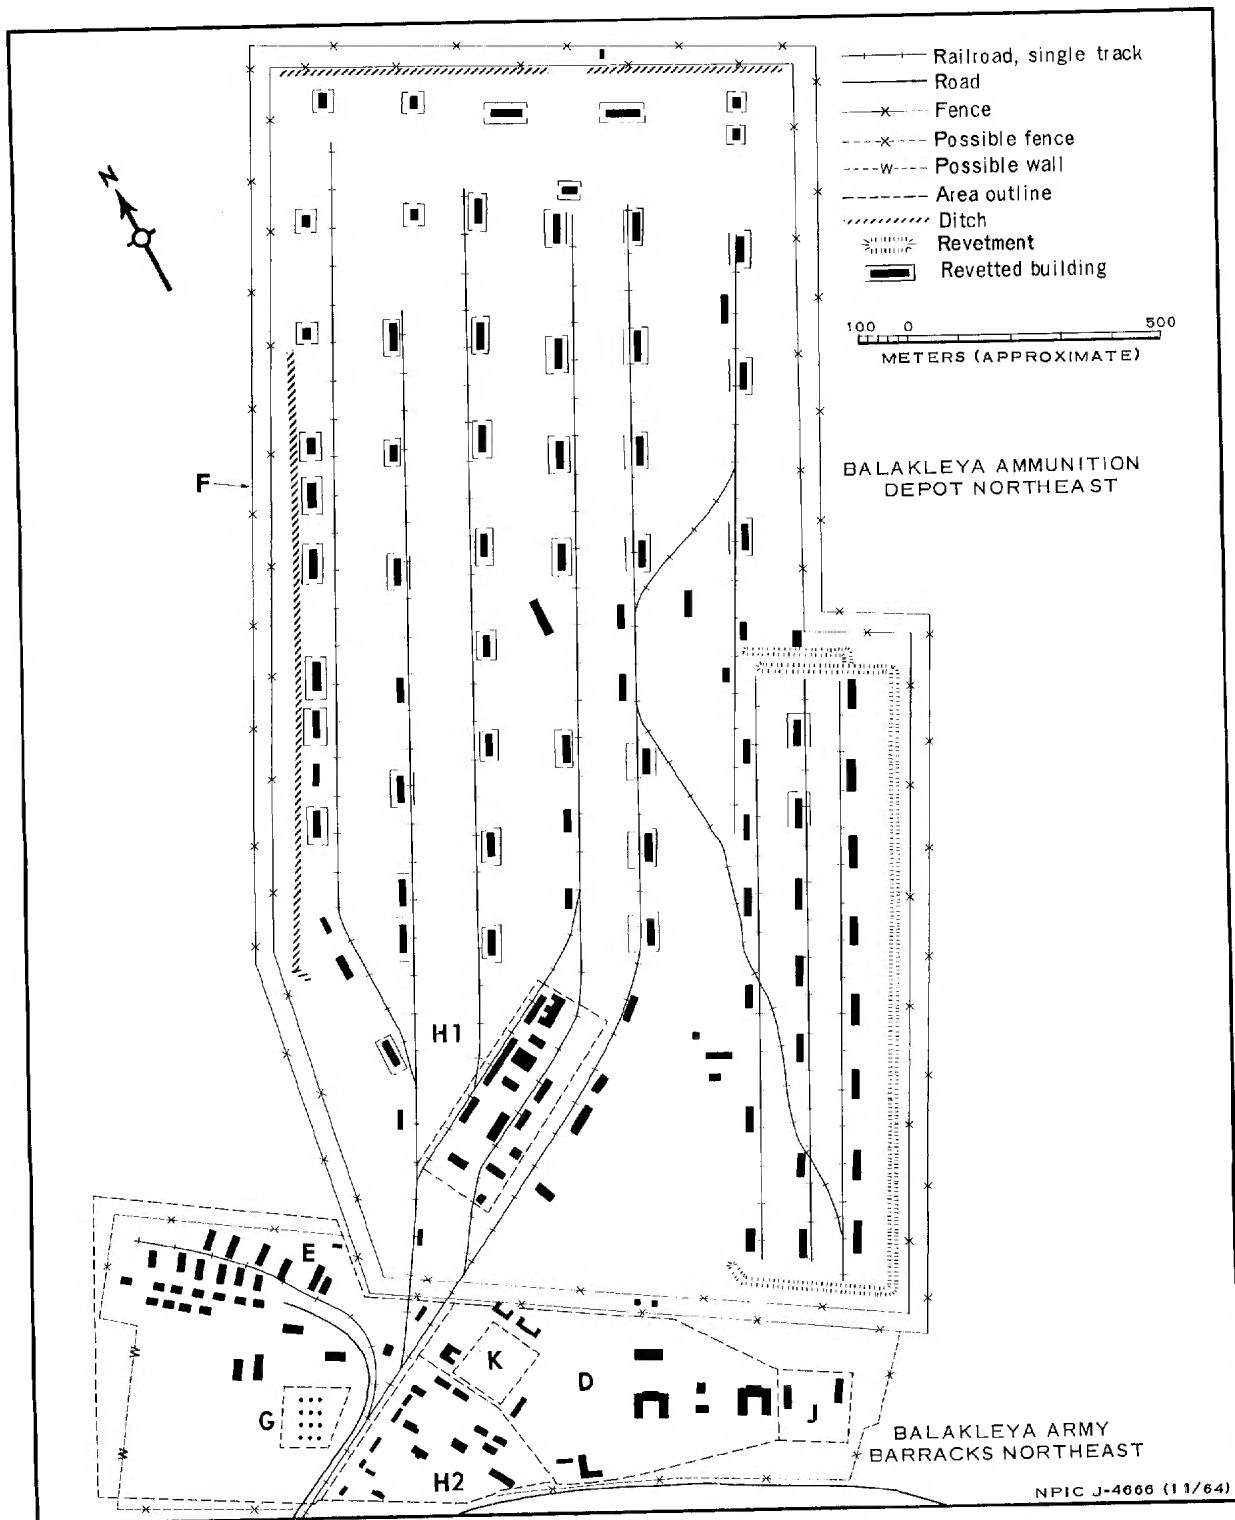 Railroad, single track
Road
Fence
Possible fence
Possible wall
Area outline
Ditch
Revetment
Revetted building
100 0 500
METERS (APPROXIMATE)
N
BALAKLEYA AMMUNITION
DEPOT NORTHEAST
F
H1
E
K
D
G
J
H2
BALAKLEYA ARMY
BARRACKS NORTHEAST
NPIC J-4666 (11/64)